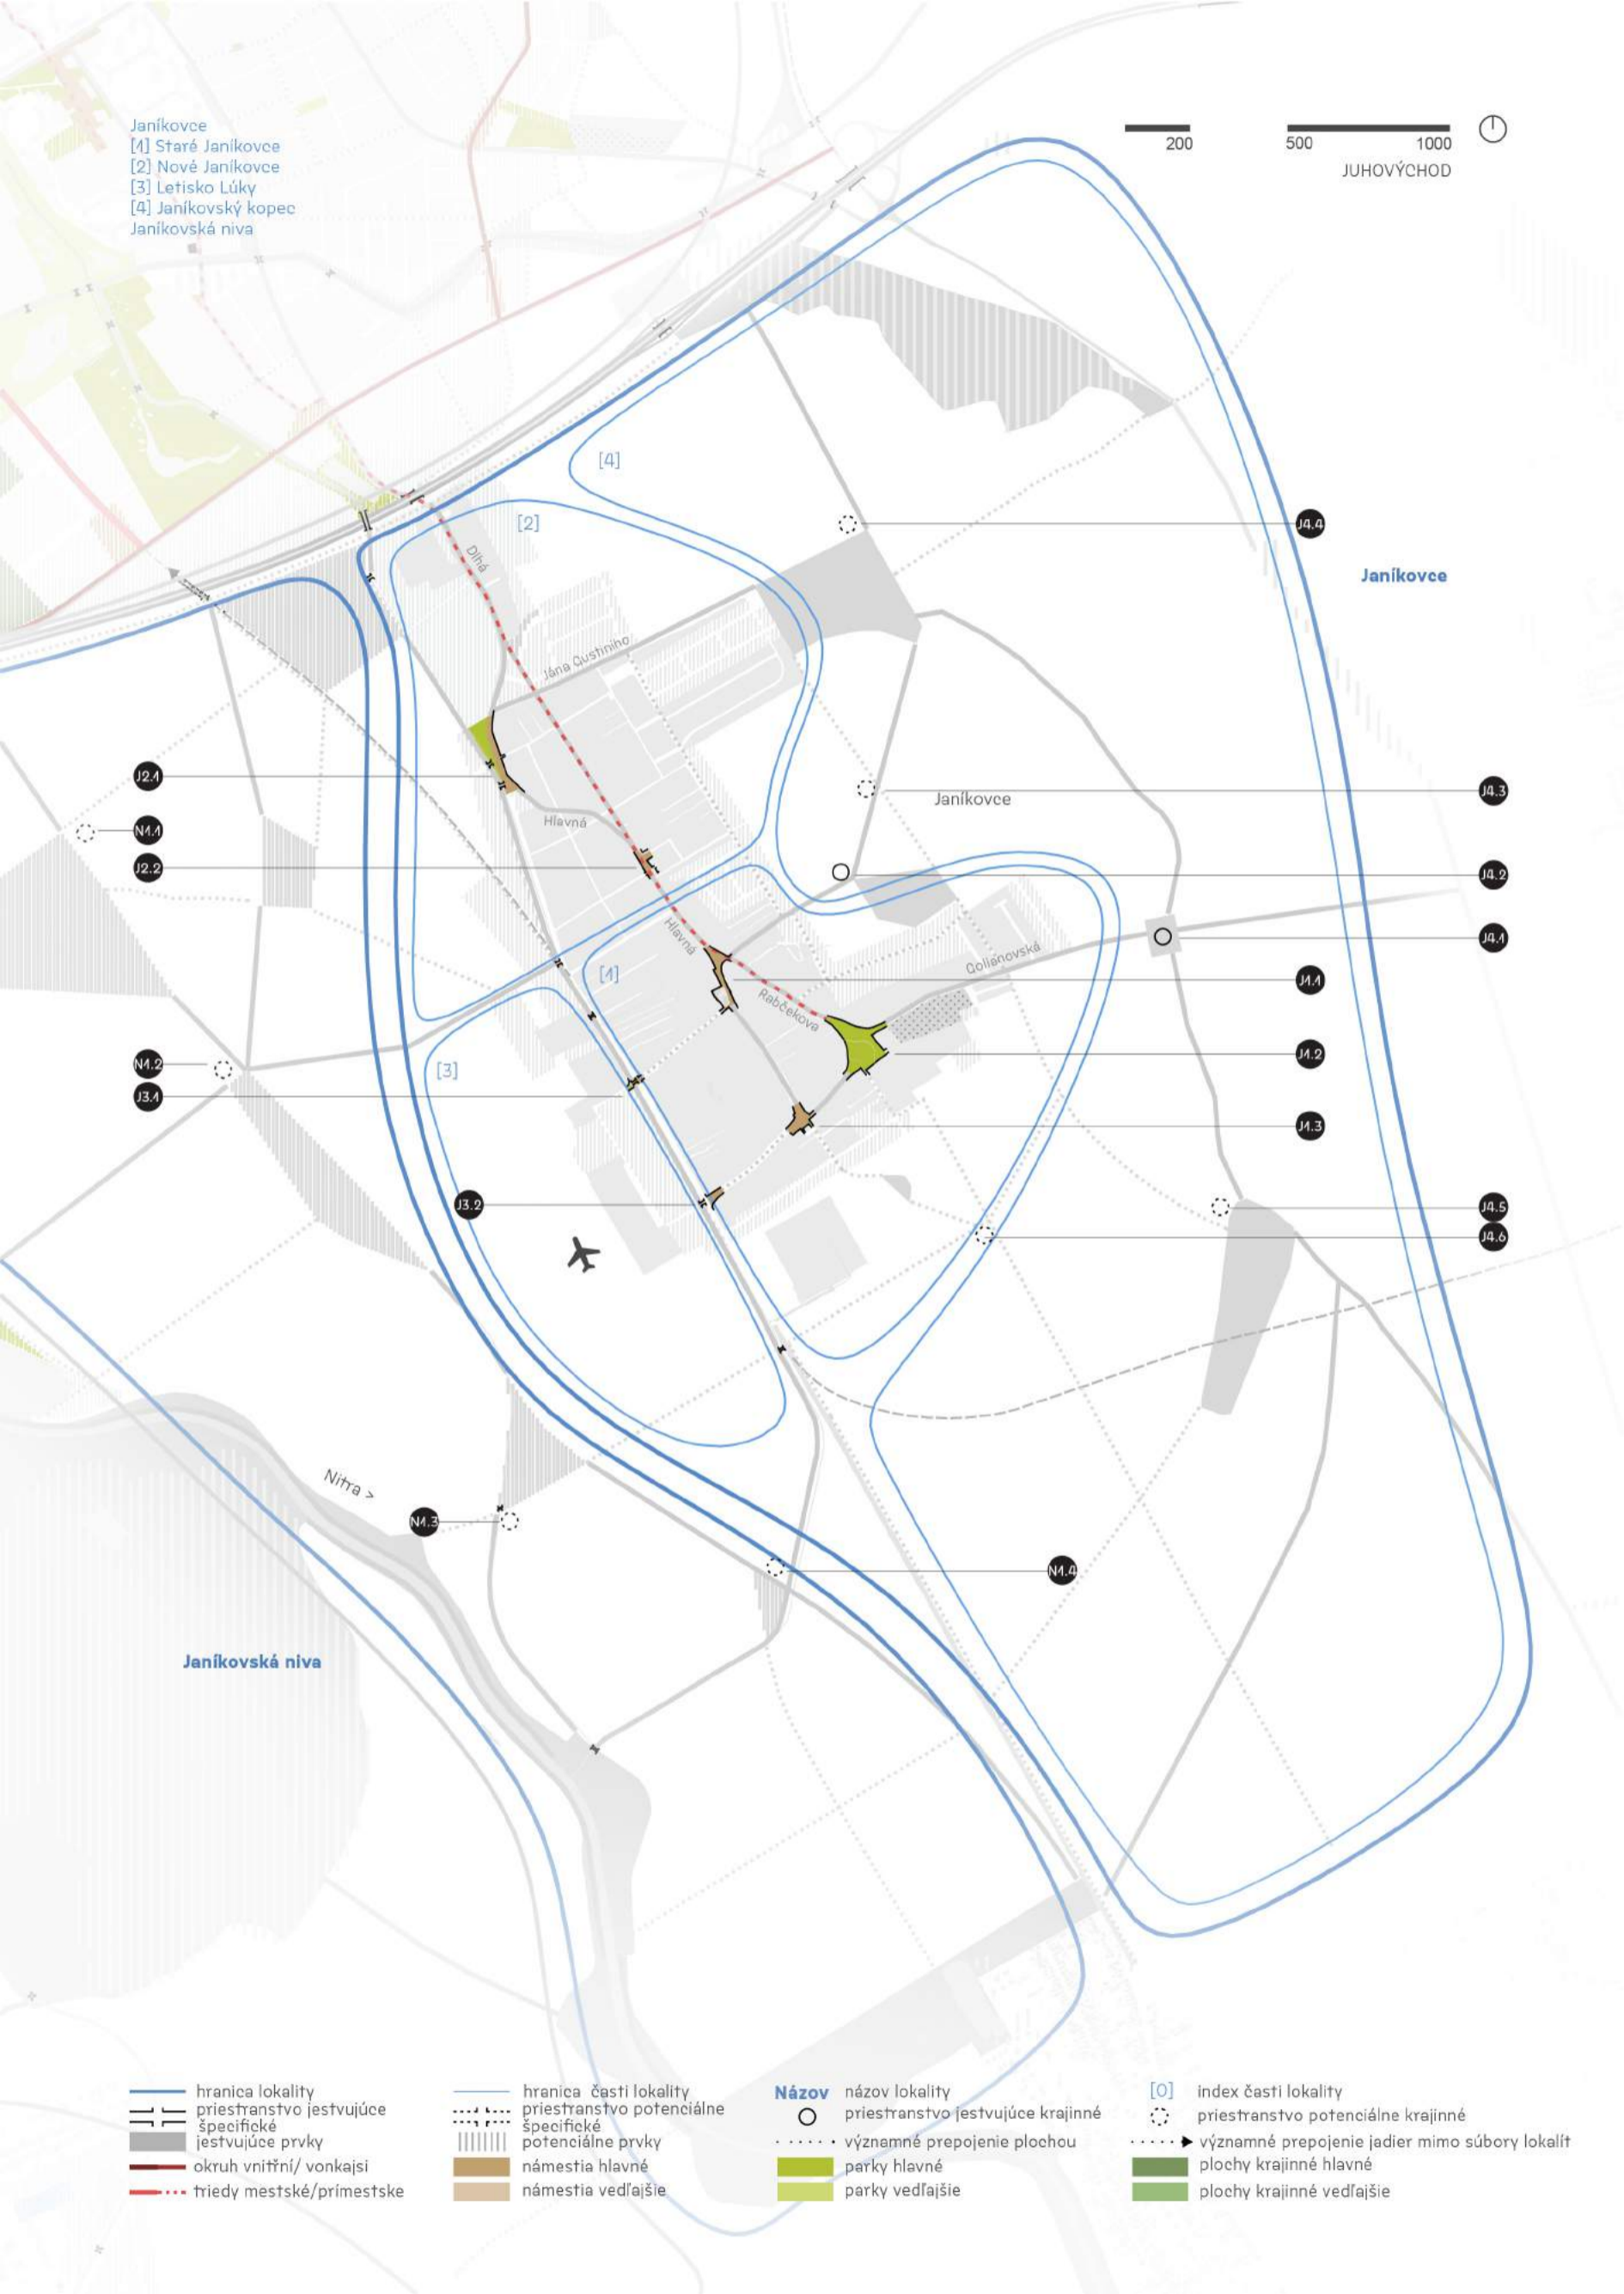 Janíkovce
[1] Staré Janíkovce
[2] Nové Janíkovce
[3] Letisko Lúky
[4] Janíkovský kopec
Janíkovská niva
200
500
1000
JUHOVÝCHOD
[4]
[2]
J4.4
Dlhá
Janíkovce
Jána Gustiniho
J2.1
J4.3
Janíkovce
N1.1
Hlavná
J2.2
J4.2
Hlavná
J4.1
Golianovská
[1]
J1.1
Rabčekova
J1.2
N1.2
[3]
J3.1
J1.3
J3.2
J4.5
J4.6
Nitra >
N1.3
N1.4
Janíkovská niva
hranica lokality
priestranstvo jestvujúce
špecifické
jestvujúce prvky
okruh vnitřní/ vonkajsi
triedy mestské/prímestske
hranica časti lokality
priestranstvo potenciálne
špecifické
potenciálne prvky
námestia hlavné
námestia vedľajšie
Názov názov lokality
priestranstvo jestvujúce krajinné
významné prepojenie plochou
parky hlavné
parky vedľajšie
[0] index časti lokality
priestranstvo potenciálne krajinné
významné prepojenie jadier mimo súbory lokalít
plochy krajinné hlavné
plochy krajinné vedľajšie